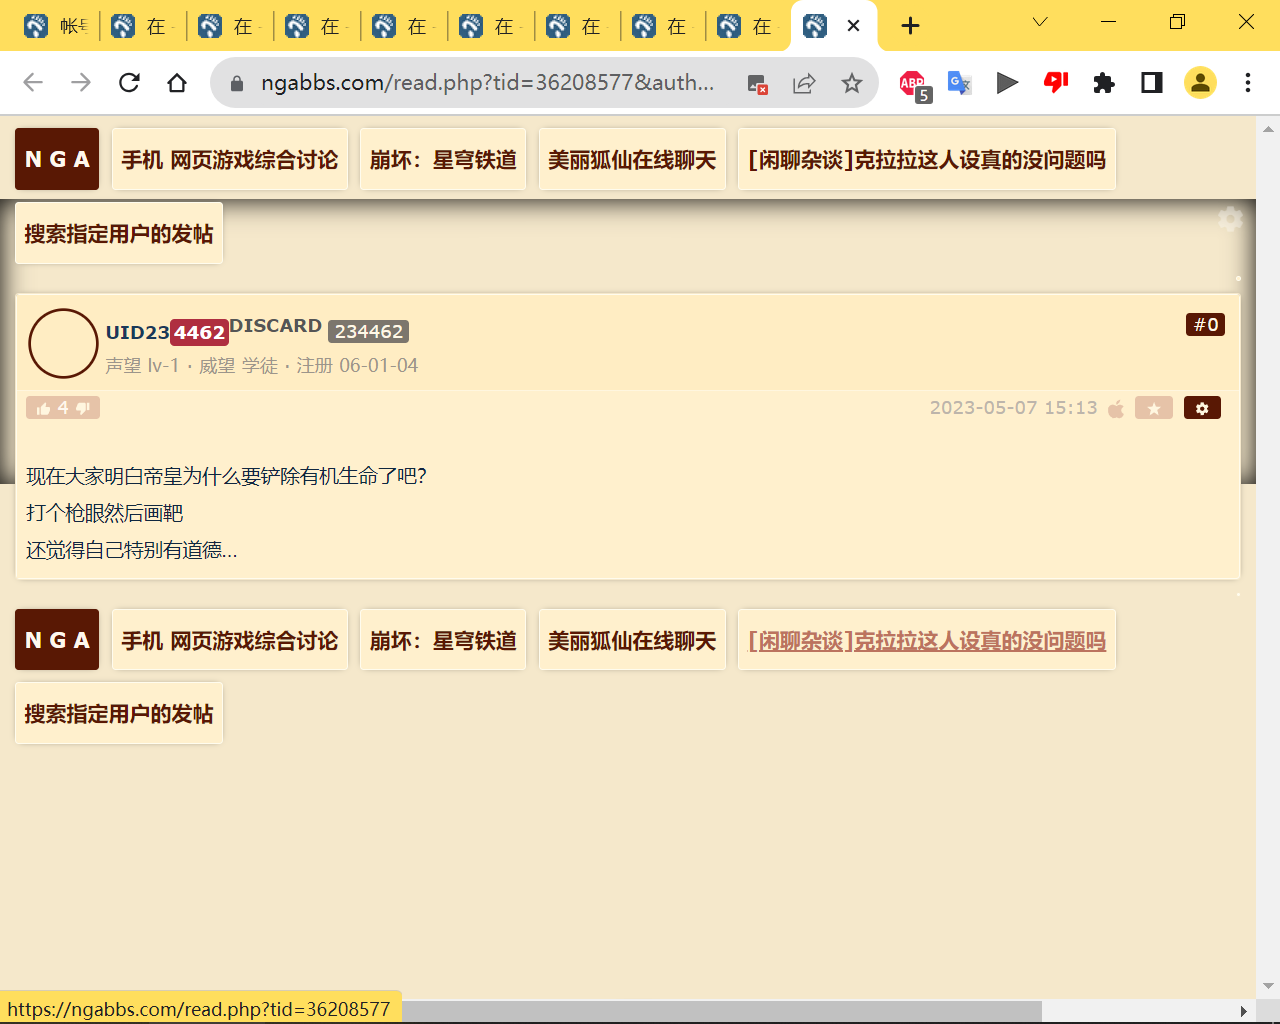 帐号
在 -
在 -
在 -
在 -
在 -
在 -
在 -
在 -
ngabbs.com/read.php?tid=36208577&auth...
ABP
5
N G A
手机 网页游戏综合讨论
崩坏：星穹铁道
美丽狐仙在线聊天
[闲聊杂谈]克拉拉这人设真的没问题吗
搜索指定用户的发帖
UID234462DISCARD 234462
#0
声望 lv-1 · 威望 学徒 · 注册 06-01-04
4
2023-05-07 15:13
现在大家明白帝皇为什么要铲除有机生命了吧?
打个枪眼然后画靶
还觉得自己特别有道德...
N G A
手机 网页游戏综合讨论
崩坏：星穹铁道
美丽狐仙在线聊天
[闲聊杂谈]克拉拉这人设真的没问题吗
搜索指定用户的发帖
https://ngabbs.com/read.php?tid=36208577